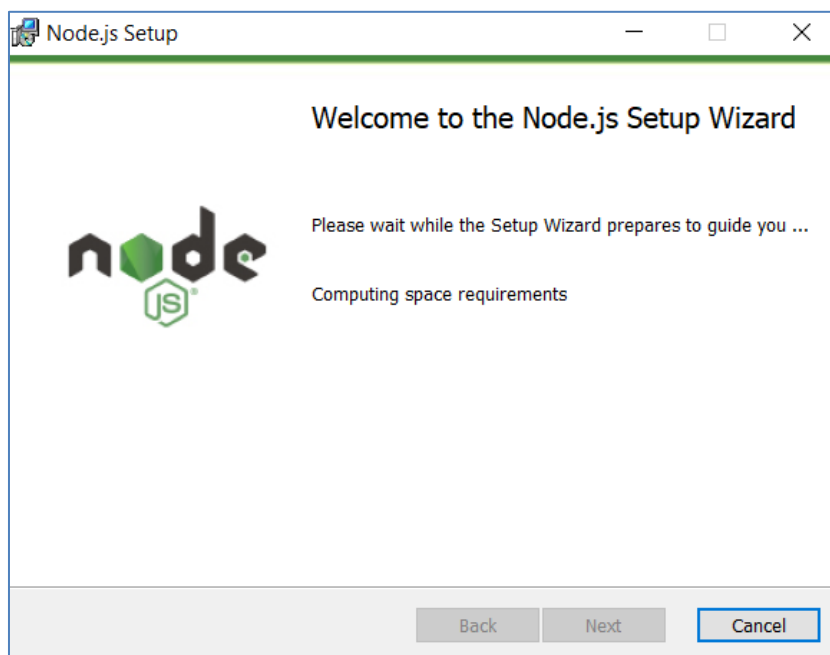 Node.js Setup
Welcome to the Node.js Setup Wizard
Please wait while the Setup Wizard prepares to guide you ...
node
JS®
Computing space requirements
Back Next Cancel